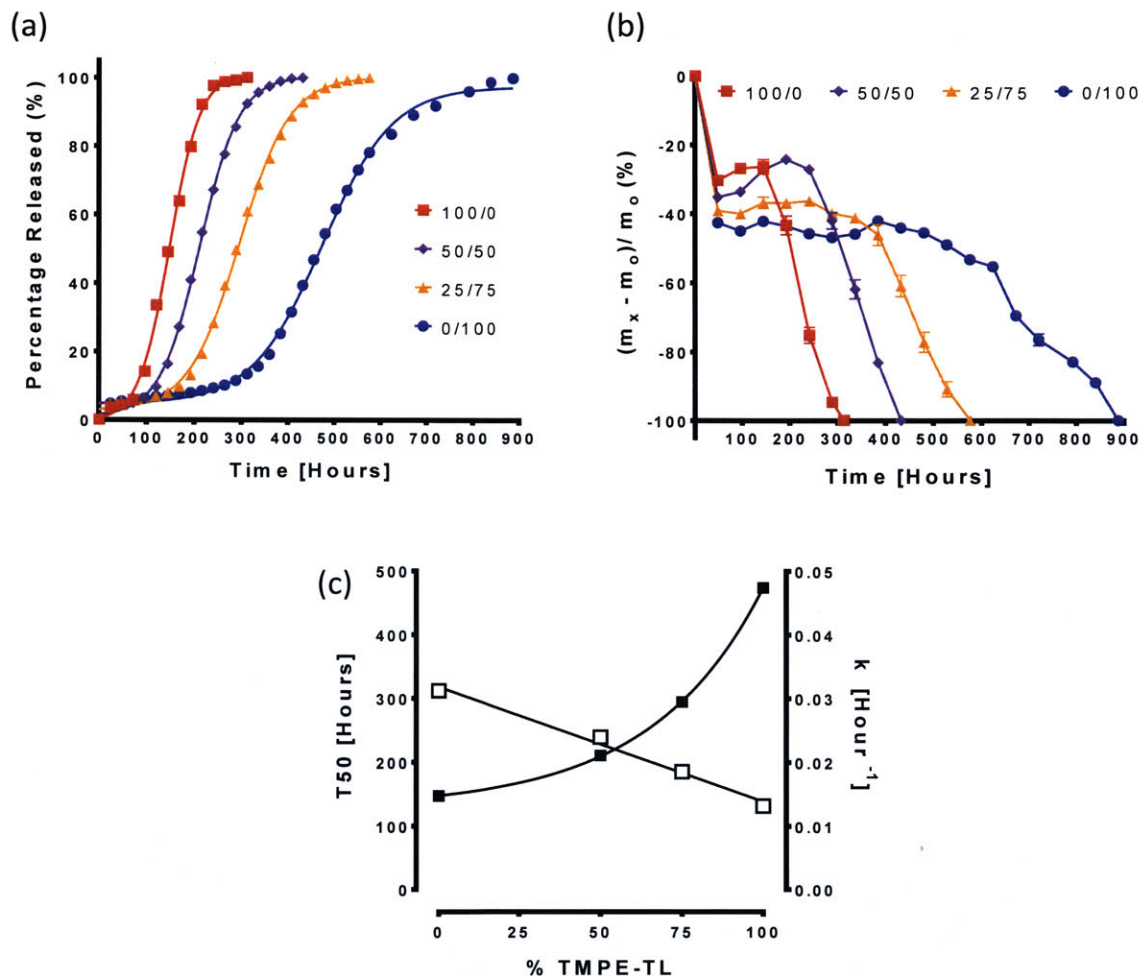 (a)
Percentage Released (%)
100
80
60
40
20
0
0 100 200 300 400 500 600 700 800 900
Time [Hours]
100/0
50/50
25/75
0/100
(b)
(m x - m o)/ m o (%)
0
-20
-40
-60
-80
-100
100/0 50/50 25/75 0/100
100 200 300 400 500 600 700 800 900
Time [Hours]
(c)
T50 [Hours]
500
400
300
200
100
0
k [Hour -1]
0.05
0.04
0.03
0.02
0.01
0.00
0 25 50 75 100
% TMPE-TL